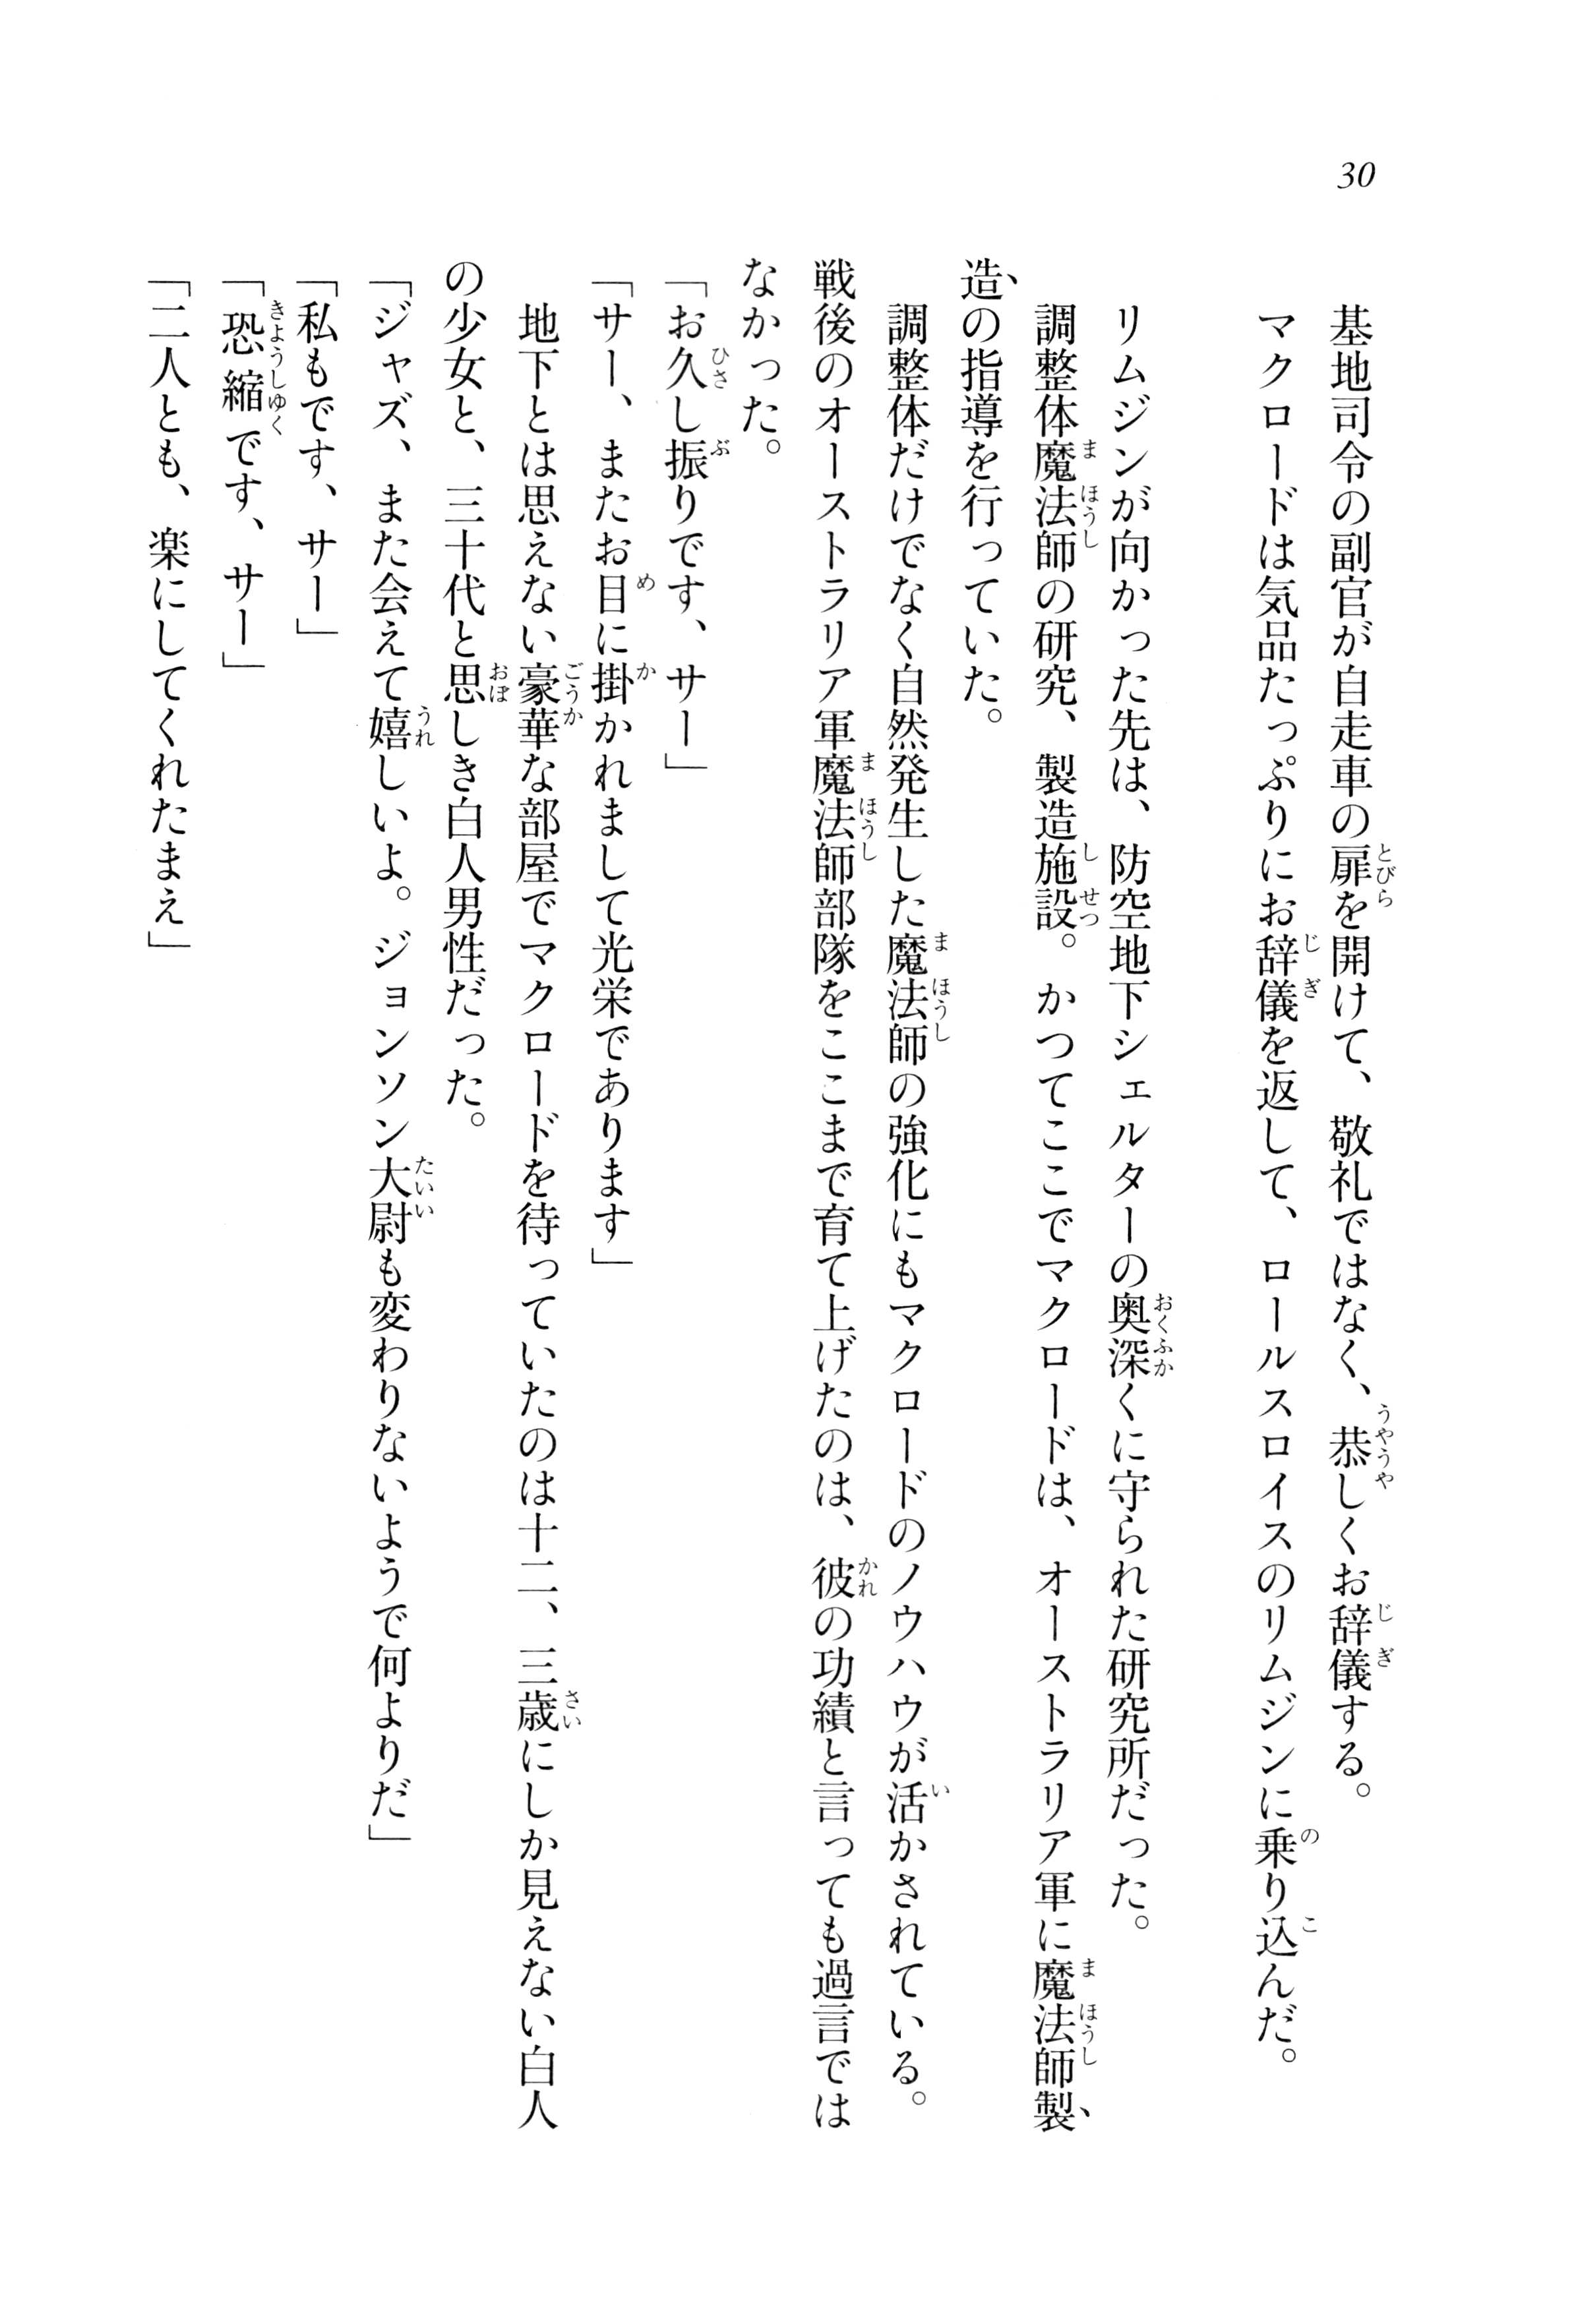 30
基地司令の副官が自走車の扉を開けて、敬礼ではなく、恭しくお辞儀する。
マクロードは気品たっぷりにお辞儀を返して、ロールスロイスのリムジンに乗り込んだ。
リムジンが向かった先は、防空地下シェルターの奥深くに守られた研究所だった。
調整体魔法師の研究、製造施設。かつてここでマクロードは、オーストラリア軍に魔法師製
造の指導を行っていた。
調整体だけでなく自然発生した魔法師の強化にもマクロードのノウハウが活かされている。
戦後のオーストラリア軍魔法師部隊をここまで育て上げたのは、彼の功績と言っても過言では
なかった。
「お久し振りです、サー」
「サー、またお目に掛かれまして光栄であります」
地下とは思えない豪華な部屋でマクロードを待っていたのは十二、三歳にしか見えない白人
の少女と、三十代と思しき白人男性だった。
「ジャズ、また会えて嬉しいよ。ジョンソン大尉も変わりないようで何よりだ」
「私もです、サー」
「恐縮です、サー」
「二人とも、楽にしてくれたまえ」